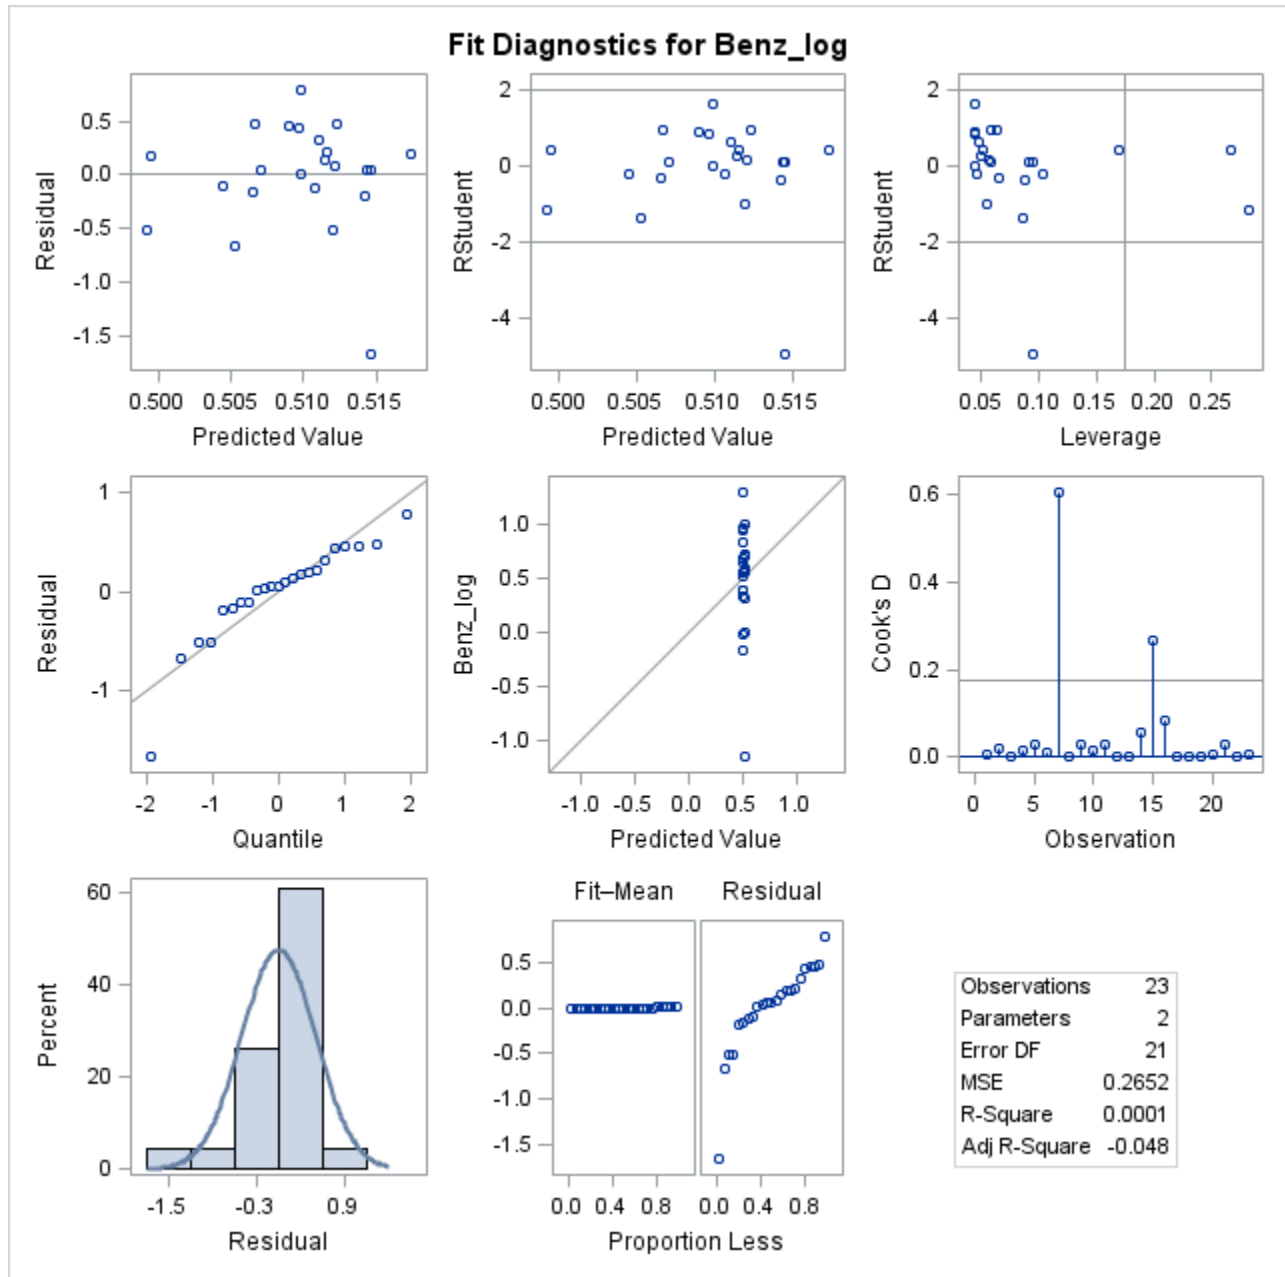 Fit Diagnostics for Benz_log
Residual
0.5
0.0
-0.5
-1.0
-1.5
0.500 0.505 0.510 0.515
Predicted Value
RStudent
2
0
-2
-4
0.500 0.505 0.510 0.515
Predicted Value
RStudent
2
0
-2
-4
0.05 0.10 0.15 0.20 0.25
Leverage
Residual
1
0
-1
-2 -1 0 1 2
Quantile
Benz_log
1.0
0.5
0.0
-0.5
-1.0
-1.0 -0.5 0.0 0.5 1.0
Predicted Value
Cook's D
0.6
0.4
0.2
0.0
0 5 10 15 20
Observation
Percent
60
40
20
0
-1.5 -0.3 0.9
Residual
Fit–Mean Residual
0.5
0.0
-0.5
-1.0
-1.5
0.0 0.4 0.8 0.0 0.4 0.8
Proportion Less
Observations 23
Parameters 2
Error DF 21
MSE 0.2652
R-Square 0.0001
Adj R-Square -0.048